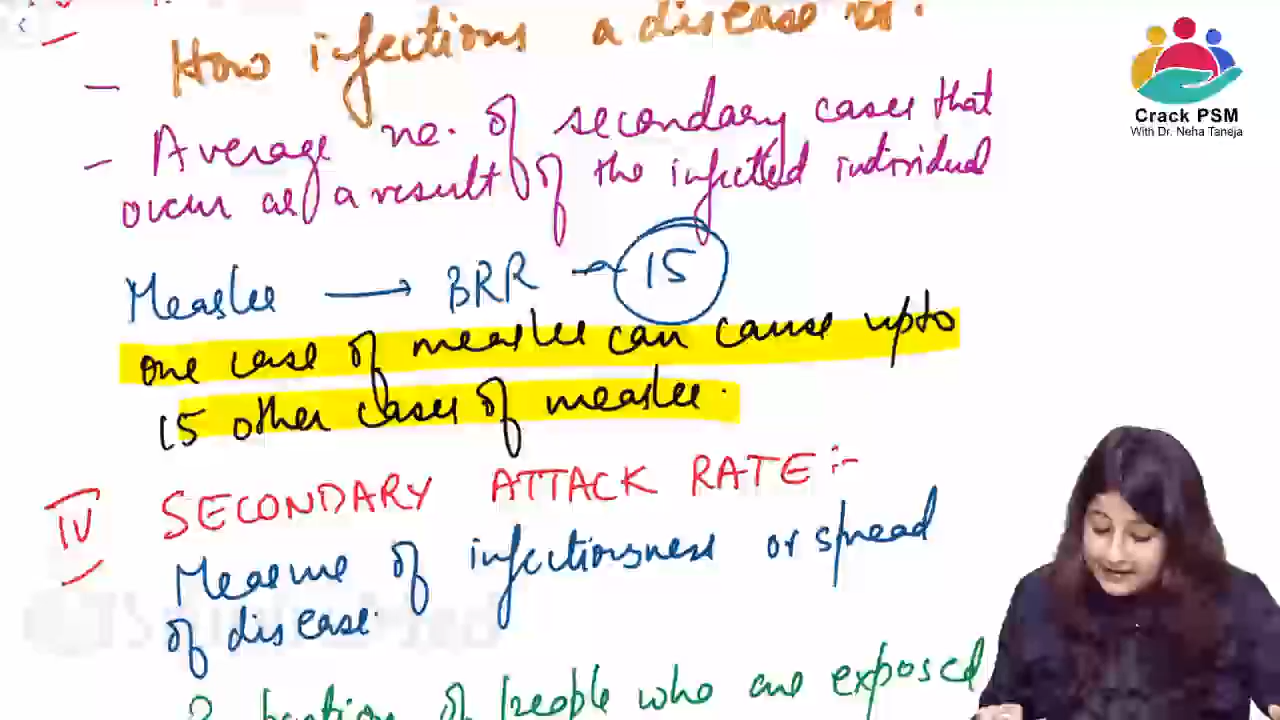 - How infectious a disease is.
- Average no. of secondary cases that
occur as a result of the infected individual
Measles → BRR → 15
one case of measles can cause upto
15 other cases of measles.
IV SECONDARY ATTACK RATE :-
Measure of infectiousness or spread
of disease.
of people who are exposed
Crack PSM
With Dr. Neha Taneja